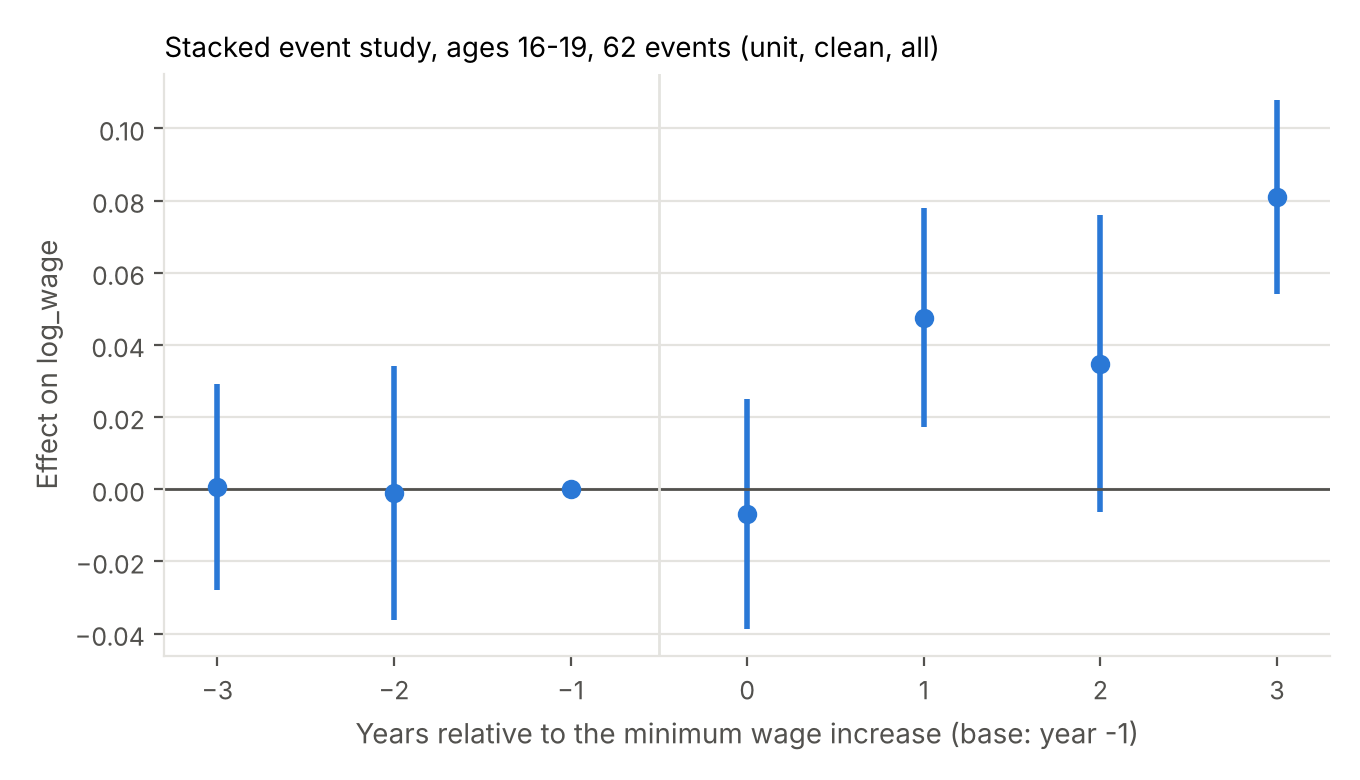 Stacked event study, ages 16-19, 62 events (unit, clean, all)
Effect on log_wage
0.10
0.08
0.06
0.04
0.02
0.00
−0.02
−0.04
−3 −2 −1 0 1 2 3
Years relative to the minimum wage increase (base: year -1)